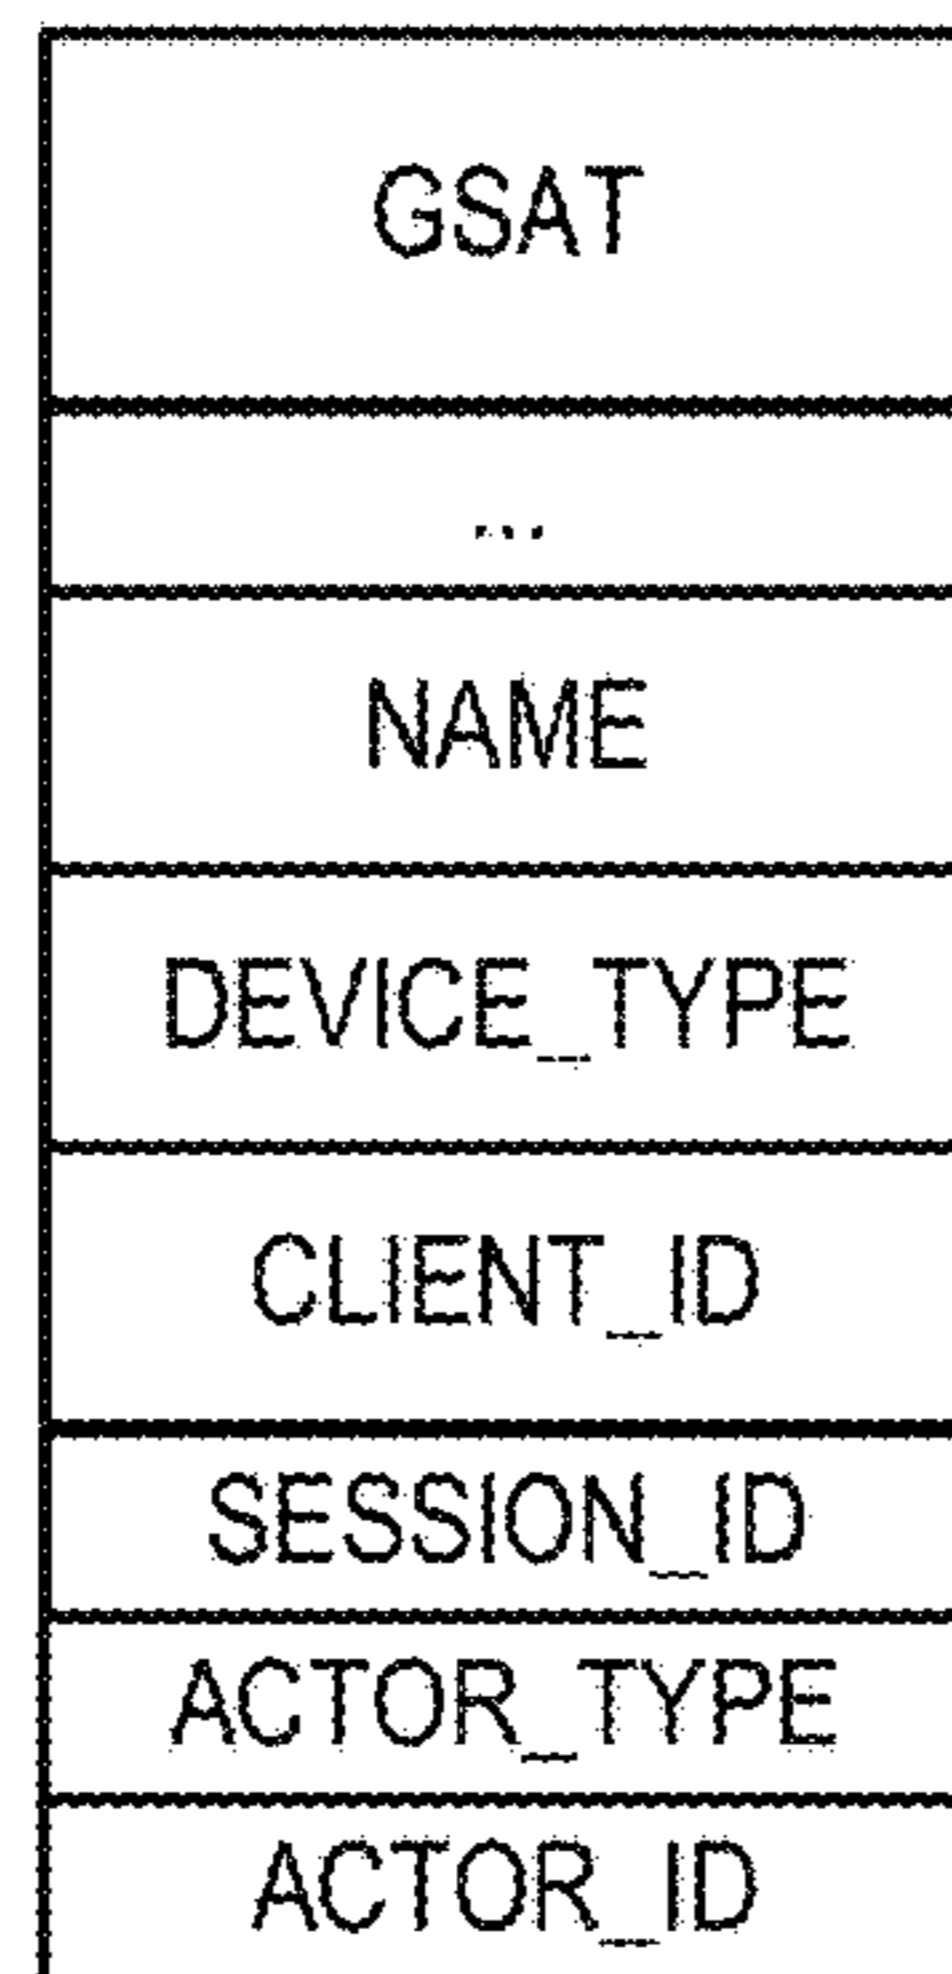 GSAT
...
NAME
DEVICE_TYPE
CLIENT_ID
SESSION_ID
ACTOR_TYPE
ACTOR_ID